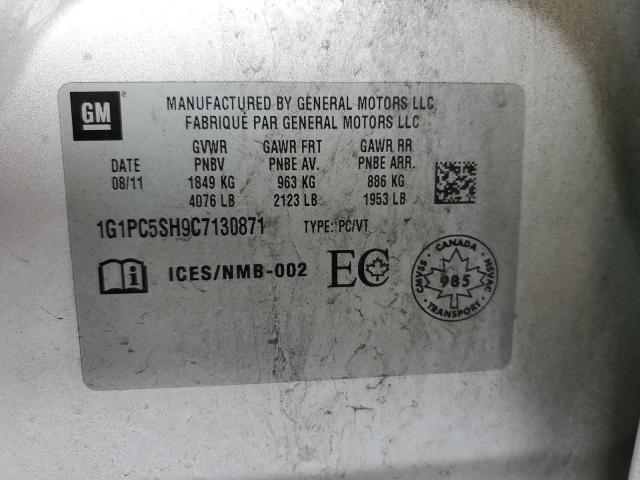 GM
MANUFACTURED BY GENERAL MOTORS LLC
FABRIQUÉ PAR GENERAL MOTORS LLC
GVWR GAWR FRT GAWR RR
DATE PNBV PNBE AV. PNBE ARR.
08/11 1849 KG 963 KG 886 KG
4076 LB 2123 LB 1953 LB
1G1PC5SH9C7130871 TYPE: PC/VT
i ICES/NMB-002 EC
CANADA
CMVSS 985 NSVAC
TRANSPORT